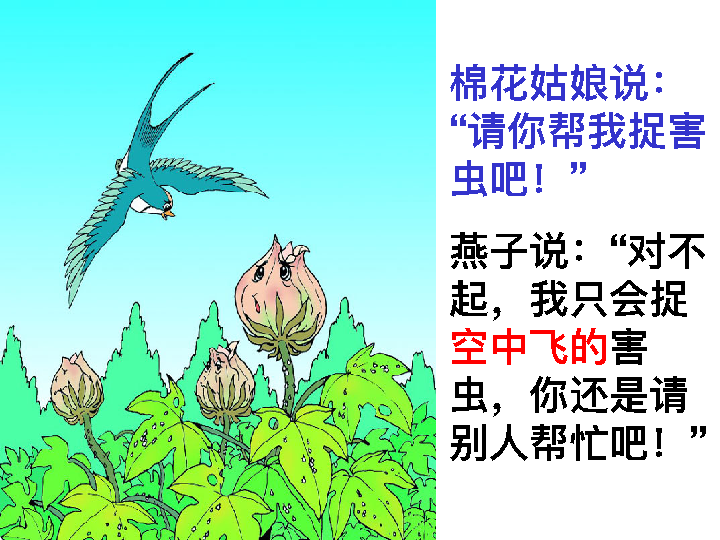 棉花姑娘说：
“请你帮我捉害
虫吧！”
燕子说：“对不
起，我只会捉
空中飞的害
虫，你还是请
别人帮忙吧！”